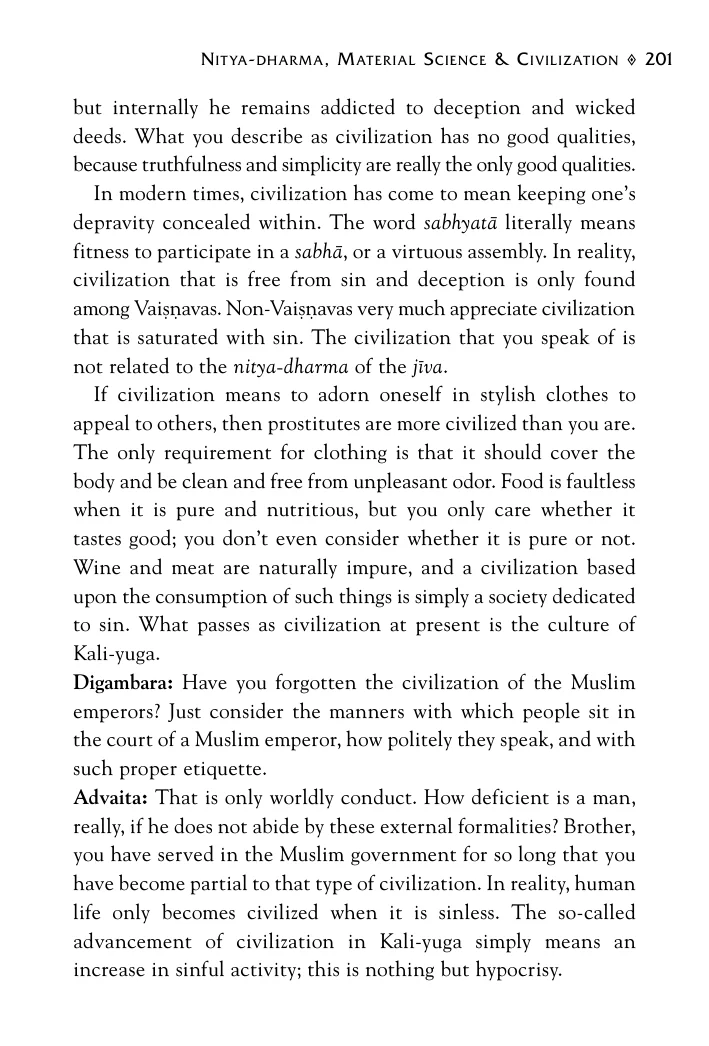 Nitya-dharma, Material Science & Civilization ◊ 201
but internally he remains addicted to deception and wicked
deeds. What you describe as civilization has no good qualities,
because truthfulness and simplicity are really the only good qualities.
In modern times, civilization has come to mean keeping one’s
depravity concealed within. The word sabhyatā literally means
fitness to participate in a sabhā, or a virtuous assembly. In reality,
civilization that is free from sin and deception is only found
among Vaiṣṇavas. Non-Vaiṣṇavas very much appreciate civilization
that is saturated with sin. The civilization that you speak of is
not related to the nitya-dharma of the jīva.
If civilization means to adorn oneself in stylish clothes to
appeal to others, then prostitutes are more civilized than you are.
The only requirement for clothing is that it should cover the
body and be clean and free from unpleasant odor. Food is faultless
when it is pure and nutritious, but you only care whether it
tastes good; you don’t even consider whether it is pure or not.
Wine and meat are naturally impure, and a civilization based
upon the consumption of such things is simply a society dedicated
to sin. What passes as civilization at present is the culture of
Kali-yuga.
Digambara: Have you forgotten the civilization of the Muslim
emperors? Just consider the manners with which people sit in
the court of a Muslim emperor, how politely they speak, and with
such proper etiquette.
Advaita: That is only worldly conduct. How deficient is a man,
really, if he does not abide by these external formalities? Brother,
you have served in the Muslim government for so long that you
have become partial to that type of civilization. In reality, human
life only becomes civilized when it is sinless. The so-called
advancement of civilization in Kali-yuga simply means an
increase in sinful activity; this is nothing but hypocrisy.